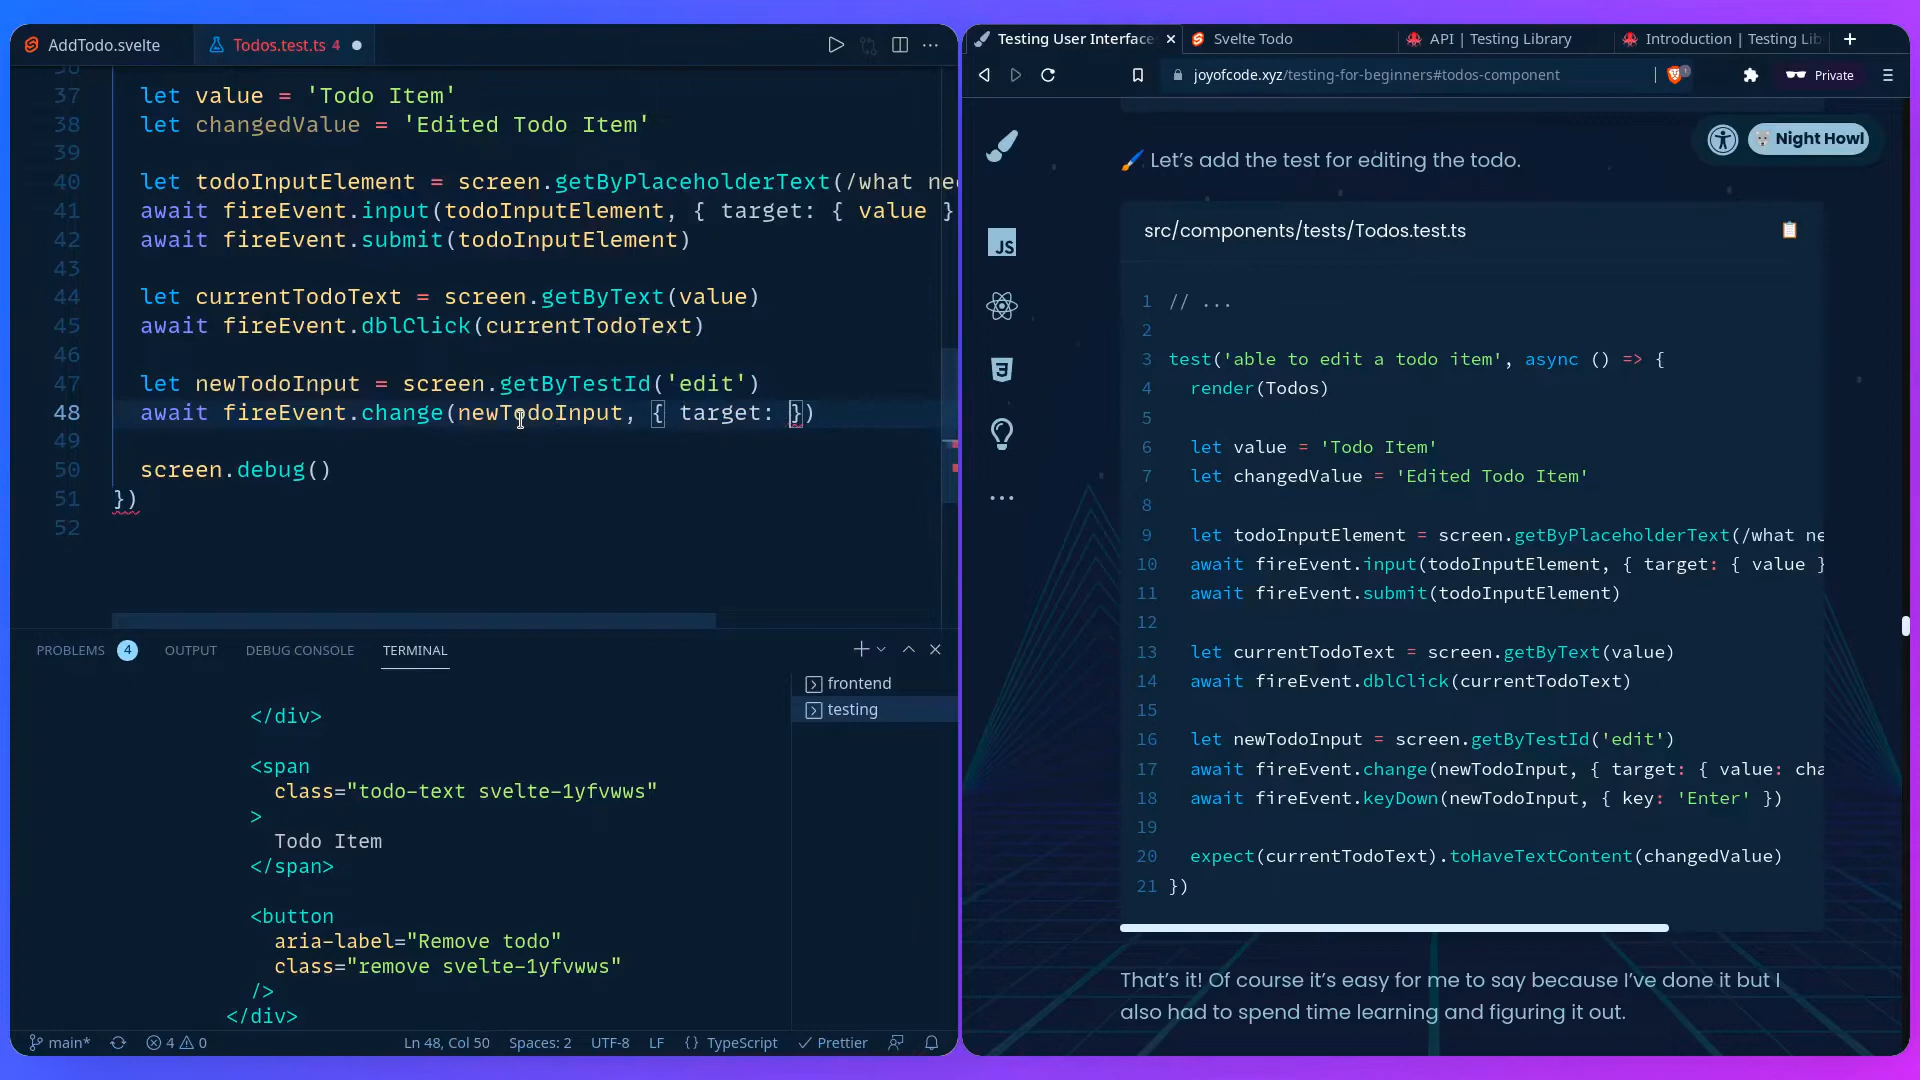 AddTodo.svelte
Todos.test.ts 4
36
37 let value = 'Todo Item'
38 let changedValue = 'Edited Todo Item'
39
40 let todoInputElement = screen.getByPlaceholderText(/what
41 await fireEvent.input(todoInputElement, { target: { value }
42 await fireEvent.submit(todoInputElement)
43
44 let currentTodoText = screen.getByText(value)
45 await fireEvent.dblClick(currentTodoText)
46
47 let newTodoInput = screen.getByTestId('edit')
48 await fireEvent.change(newTodoInput, { target: })
49
50 screen.debug()
51 })
52
PROBLEMS 4 OUTPUT DEBUG CONSOLE TERMINAL
</div>
<span
class="todo-text svelte-1yfvwws"
>
Todo Item
</span>
<button
aria-label="Remove todo"
class="remove svelte-1yfvwws"
/>
</div>
frontend
testing
main* 4 0 Ln 48, Col 50 Spaces: 2 UTF-8 LF {} TypeScript Prettier
Testing User Interface
Svelte Todo
API | Testing Library
Introduction | Testing Lib
joyofcode.xyz/testing-for-beginners#todos-component
1
Private
Night Howl
JS
🖌️ Let's add the test for editing the todo.
src/components/tests/Todos.test.ts
1 // ...
2
3 test('able to edit a todo item', async () => {
4 render(Todos)
5
6 let value = 'Todo Item'
7 let changedValue = 'Edited Todo Item'
8
9 let todoInputElement = screen.getByPlaceholderText(/what ne
10 await fireEvent.input(todoInputElement, { target: { value }
11 await fireEvent.submit(todoInputElement)
12
13 let currentTodoText = screen.getByText(value)
14 await fireEvent.dblClick(currentTodoText)
15
16 let newTodoInput = screen.getByTestId('edit')
17 await fireEvent.change(newTodoInput, { target: { value: cha
18 await fireEvent.keyDown(newTodoInput, { key: 'Enter' })
19
20 expect(currentTodoText).toHaveTextContent(changedValue)
21 })
That's it! Of course it's easy for me to say because I've done it but I
also had to spend time learning and figuring it out.